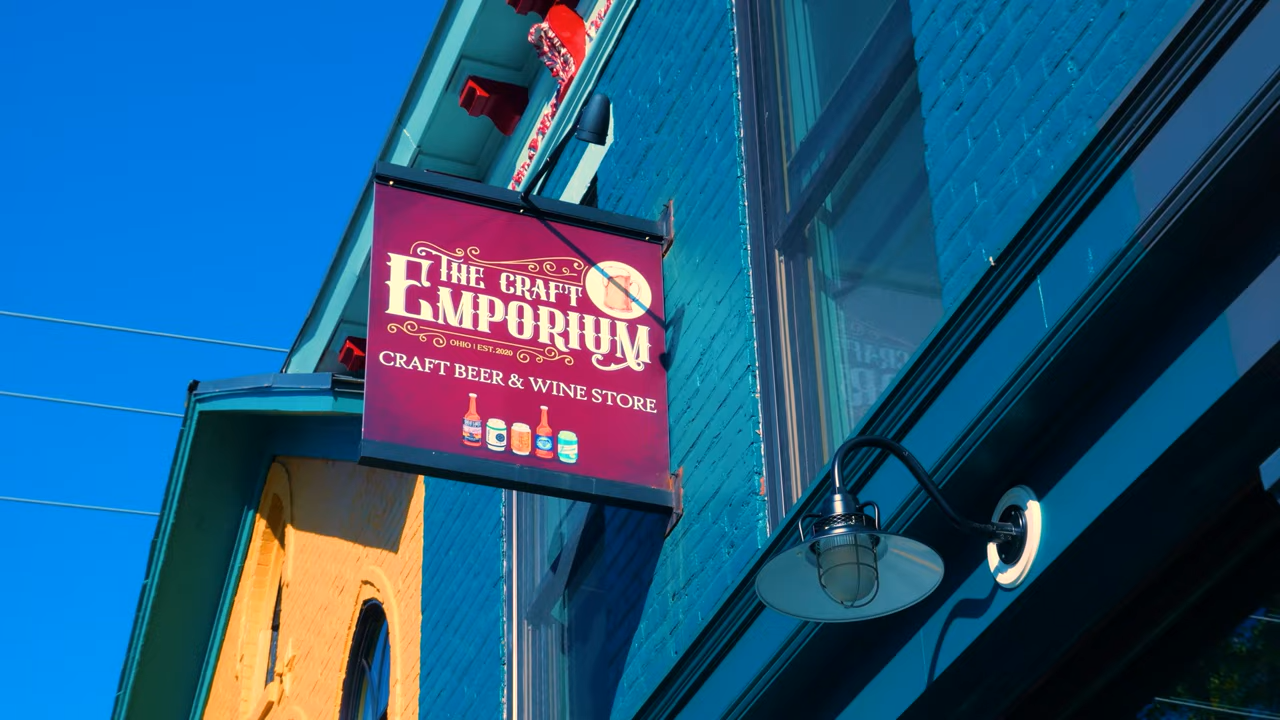 THE CRAFT
EMPORIUM
OHIO | EST. 2020
CRAFT BEER & WINE STORE